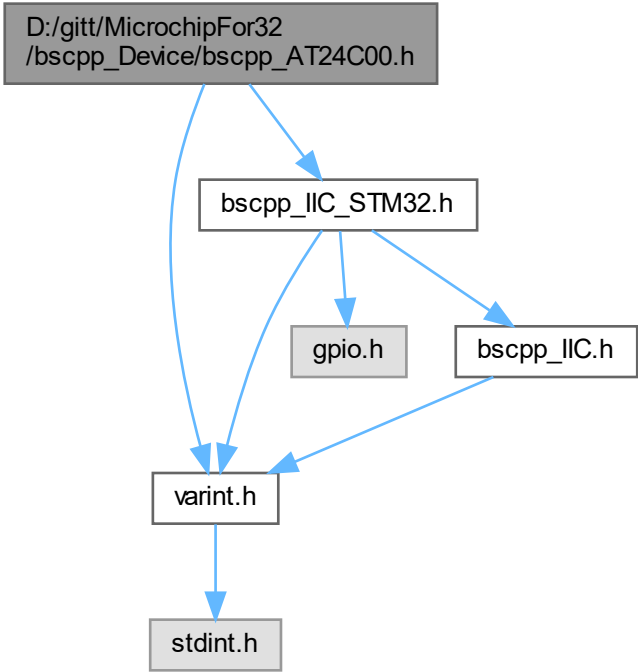 D:/gitt/MicrochipFor32
/bscpp_Device/bscpp_AT24C00.h
bscpp_IIC_STM32.h
gpio.h
bscpp_IIC.h
varint.h
stdint.h